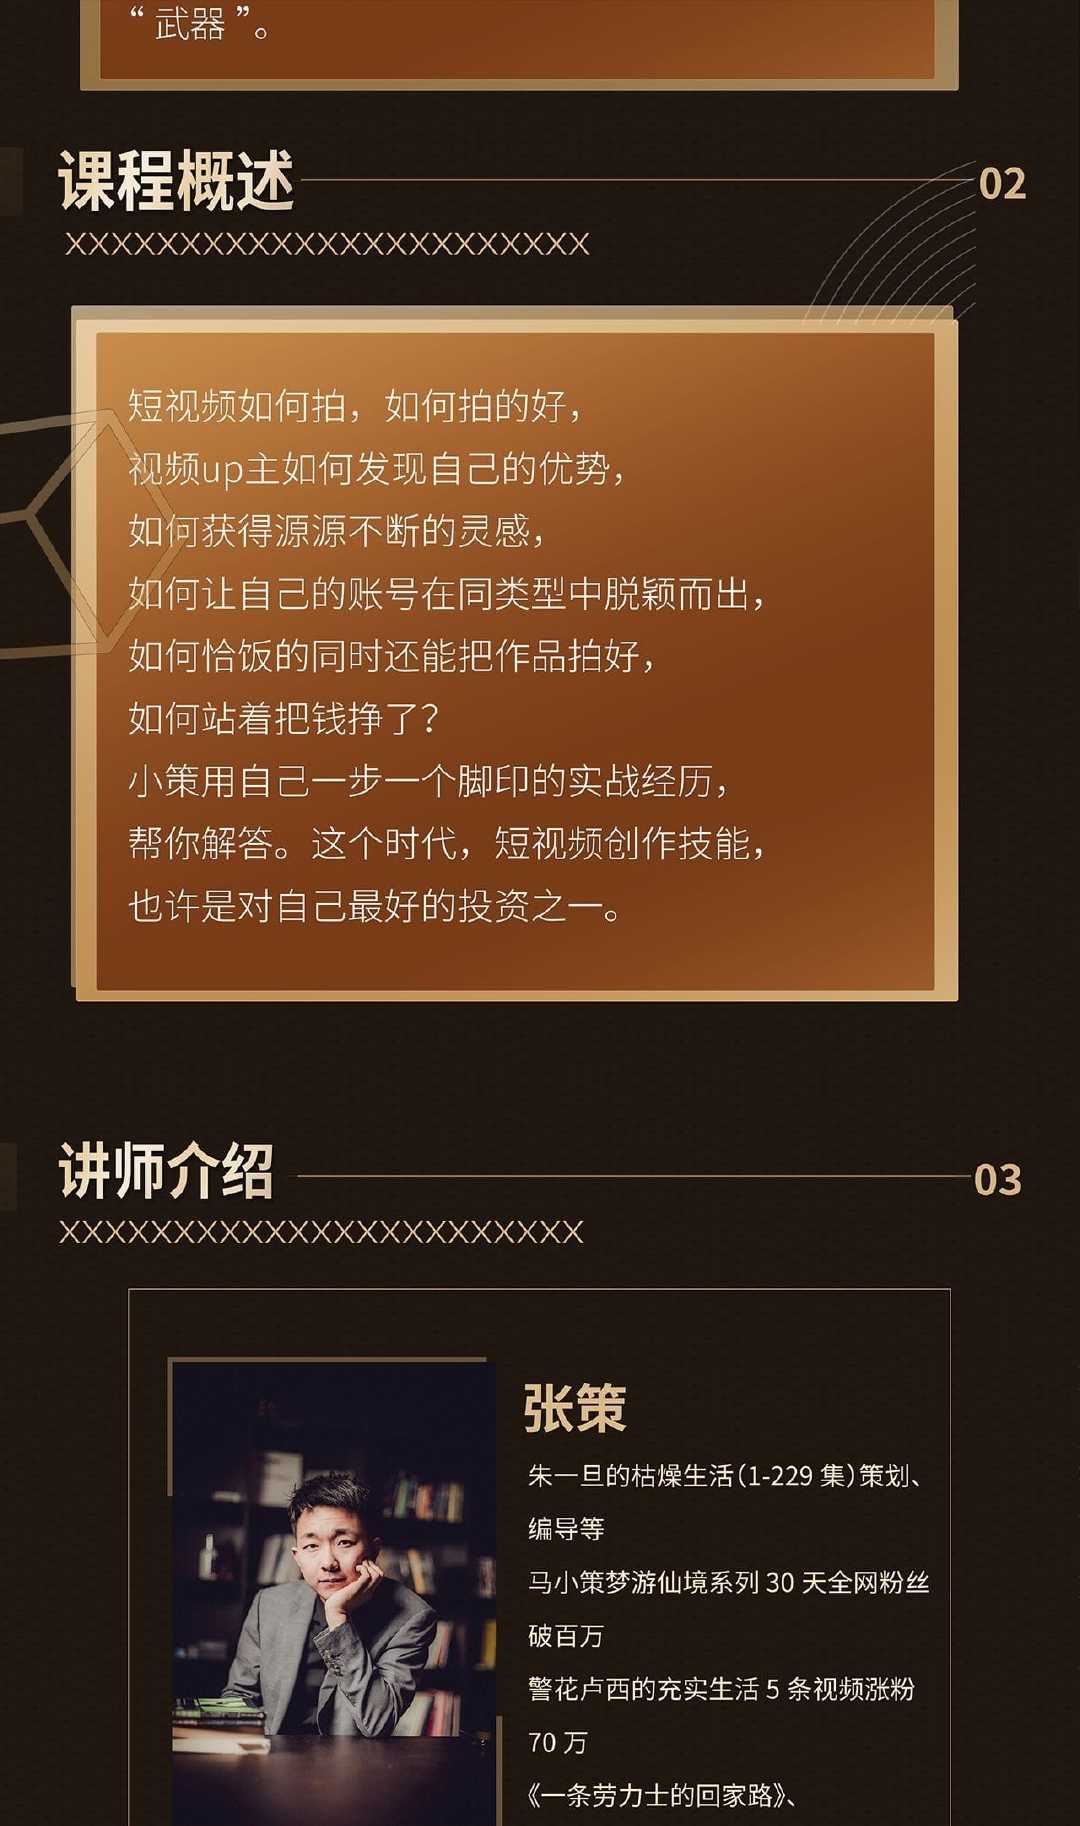 “武器”。
课程概述
02
XXXXXXXXXXXXXXXXXXXXXXX
短视频如何拍，如何拍的好，
视频up主如何发现自己的优势，
如何获得源源不断的灵感，
如何让自己的账号在同类型中脱颖而出，
如何恰饭的同时还能把作品拍好，
如何站着把钱挣了？
小策用自己一步一个脚印的实战经历，
帮你解答。这个时代，短视频创作技能，
也许是对自己最好的投资之一。
讲师介绍
03
XXXXXXXXXXXXXXXXXXXXXXX
张策
朱一旦的枯燥生活（1-229 集）策划、
编导等
马小策梦游仙境系列 30 天全网粉丝
破百万
警花卢西的充实生活 5 条视频涨粉
70 万
《一条劳力士的回家路》、